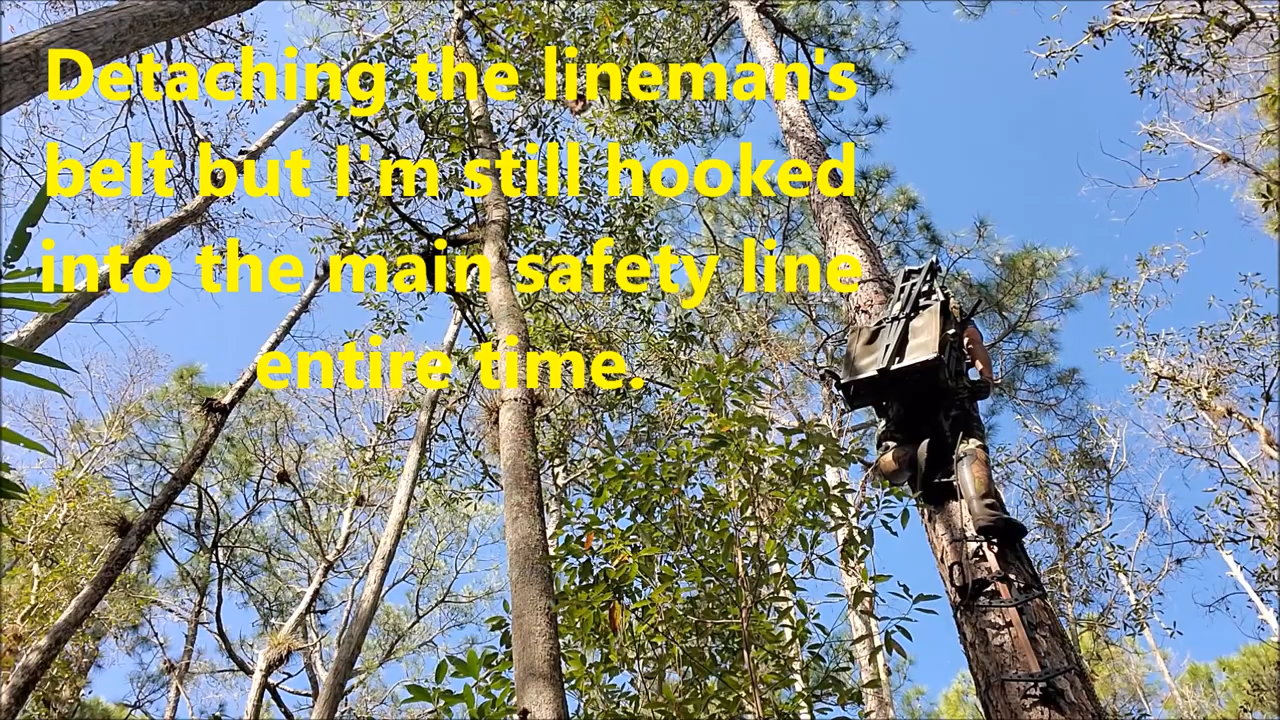 Detaching the lineman's
belt but I'm still hooked
into the main safety line
entire time.